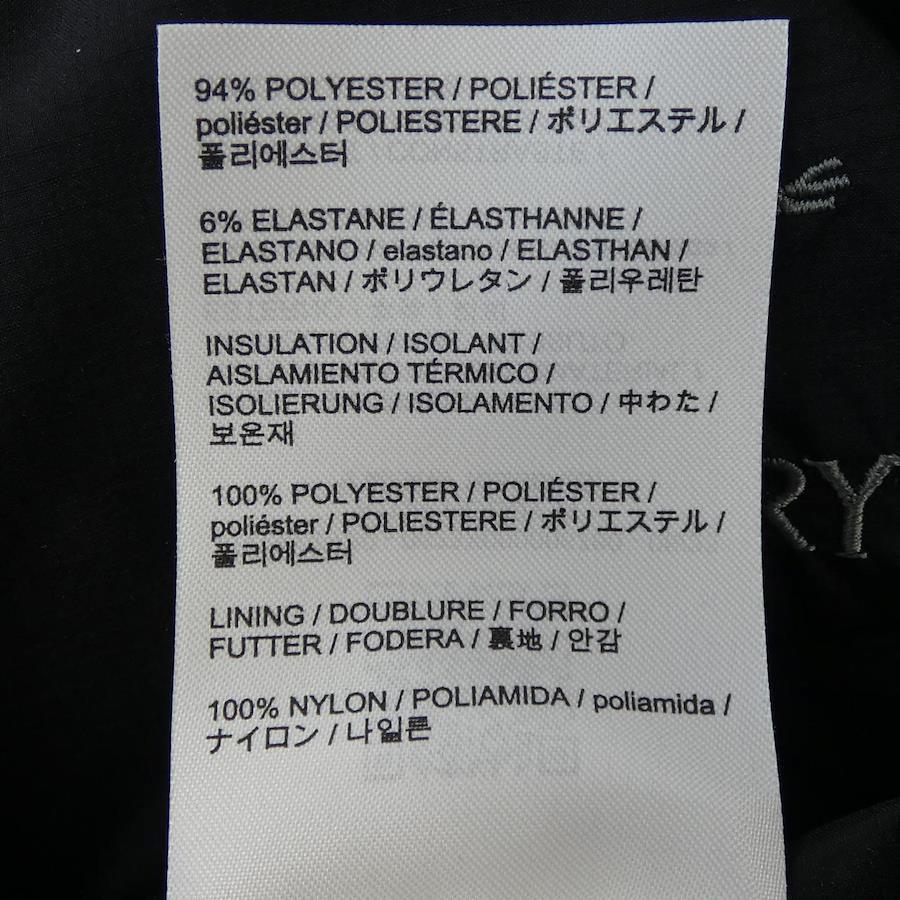 94% POLYESTER / POLIÉSTER /
poliéster / POLIESTERE / ポリエステル /
폴리에스터
6% ELASTANE / ÉLASTHANNE /
ELASTANO / elastano / ELASTHAN /
ELASTAN / ポリウレタン / 폴리우레탄
INSULATION / ISOLANT /
AISLAMIENTO TÉRMICO /
ISOLIERUNG / ISOLAMENTO / 中わた /
보온재
100% POLYESTER / POLIÉSTER /
poliéster / POLIESTERE / ポリエステル /
폴리에스터
LINING / DOUBLURE / FORRO /
FUTTER / FODERA / 裏地 / 안감
100% NYLON / POLIAMIDA / poliamida /
ナイロン / 나일론
RY